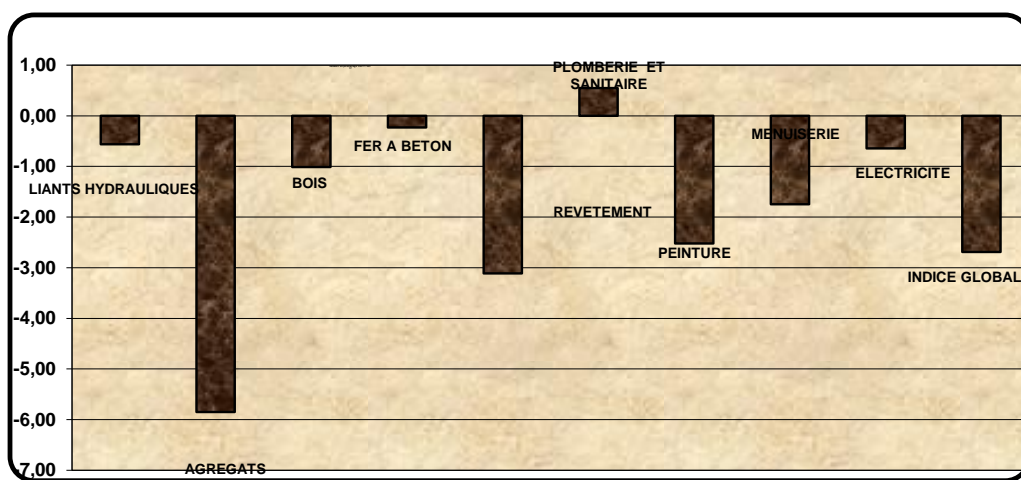 1,00
0,00
-1,00
-2,00
-3,00
-4,00
-5,00
-6,00
-7,00
LIANTS HYDRAULIQUES
AGREGATS
BOIS
FER A BETON
REVETEMENT
PLOMBERIE ET
SANITAIRE
PEINTURE
MENUISERIE
ELECTRICITE
INDICE GLOBAL